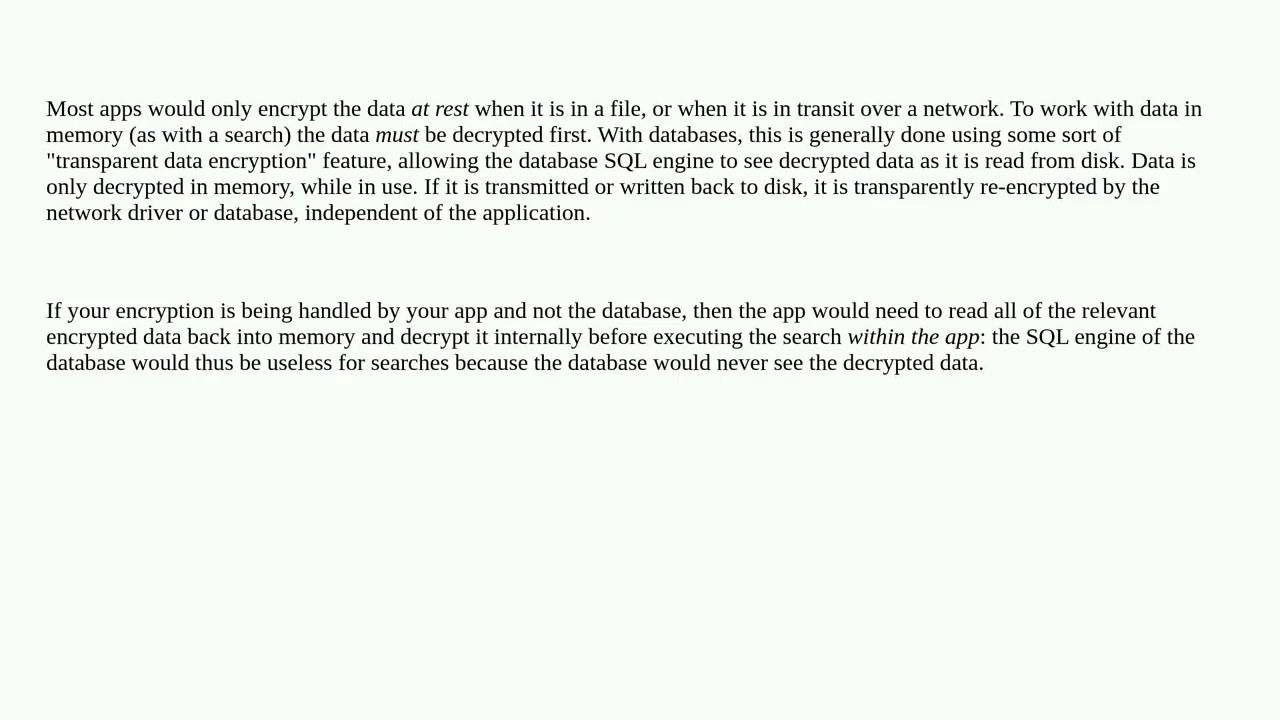 Most apps would only encrypt the data at rest when it is in a file, or when it is in transit over a network. To work with data in
memory (as with a search) the data must be decrypted first. With databases, this is generally done using some sort of
"transparent data encryption" feature, allowing the database SQL engine to see decrypted data as it is read from disk. Data is
only decrypted in memory, while in use. If it is transmitted or written back to disk, it is transparently re-encrypted by the
network driver or database, independent of the application.
If your encryption is being handled by your app and not the database, then the app would need to read all of the relevant
encrypted data back into memory and decrypt it internally before executing the search within the app: the SQL engine of the
database would thus be useless for searches because the database would never see the decrypted data.